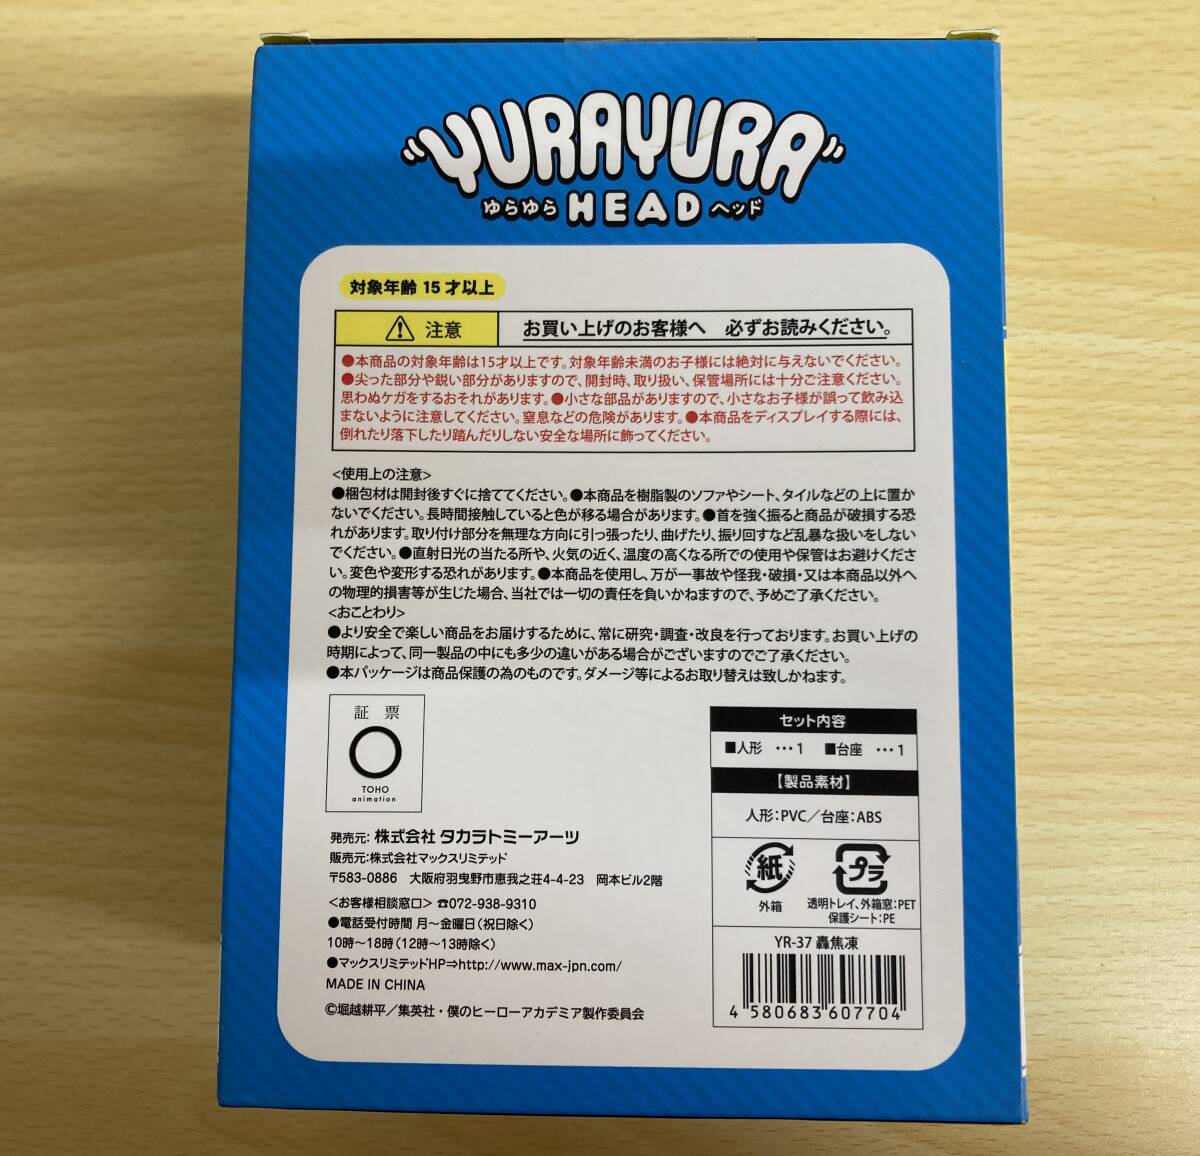 YURAYURA
ゆらゆら HEAD ヘッド
対象年齢 15才以上
注意 お買い上げのお客様へ　必ずお読みください。
●本商品の対象年齢は15才以上です。対象年齢未満のお子様には絶対に与えないでください。
●尖った部分や鋭い部分がありますので、開封時、取り扱い、保管場所には十分ご注意ください。
思わぬケガをするおそれがあります。●小さな部品がありますので、小さなお子様が誤って飲み込
まないように注意してください。窒息などの危険があります。●本商品をディスプレイする際には、
倒れたり落下したり踏んだりしない安全な場所に飾ってください。
<使用上の注意>
●梱包材は開封後すぐに捨ててください。●本商品を樹脂製のソファやシート、タイルなどの上に置か
ないでください。長時間接触していると色が移る場合があります。●首を強く振ると商品が破損する恐
れがあります。取り付け部分を無理な方向に引っ張ったり、曲げたり、振り回すなど乱暴な扱いをしない
でください。●直射日光の当たる所や、火気の近く、温度の高くなる所での使用や保管はお避けくださ
い。変色や変形する恐れがあります。●本商品を使用し、万が一事故や怪我・破損・又は本商品以外へ
の物理的損害等が生じた場合、当社では一切の責任を負いかねますので、予めご了承ください。
<おことわり>
●より安全で楽しい商品をお届けするために、常に研究・調査・改良を行っております。お買い上げの
時期によって、同一製品の中にも多少の違いがある場合がございますのでご了承ください。
●本パッケージは商品保護の為のものです。ダメージ等によるお取り替えは致しかねます。
証 票
TOHO
animation
発売元: 株式会社 タカラトミーアーツ
販売元:株式会社マックスリミテッド
〒583-0886　大阪府羽曳野市恵我之荘4-4-23　岡本ビル2階
<お客様相談窓口> ☎072-938-9310
●電話受付時間 月〜金曜日(祝日除く)
10時〜18時(12時〜13時除く)
●マックスリミテッドHP⇒http://www.max-jpn.com/
MADE IN CHINA
©堀越耕平／集英社・僕のヒーローアカデミア製作委員会
セット内容
■人形 …1 ■台座 …1
【製品素材】
人形：PVC／台座：ABS
紙 プラ
外箱
透明トレイ、外箱窓：PET
保護シート：PE
YR-37 轟焦凍
4 580683 607704